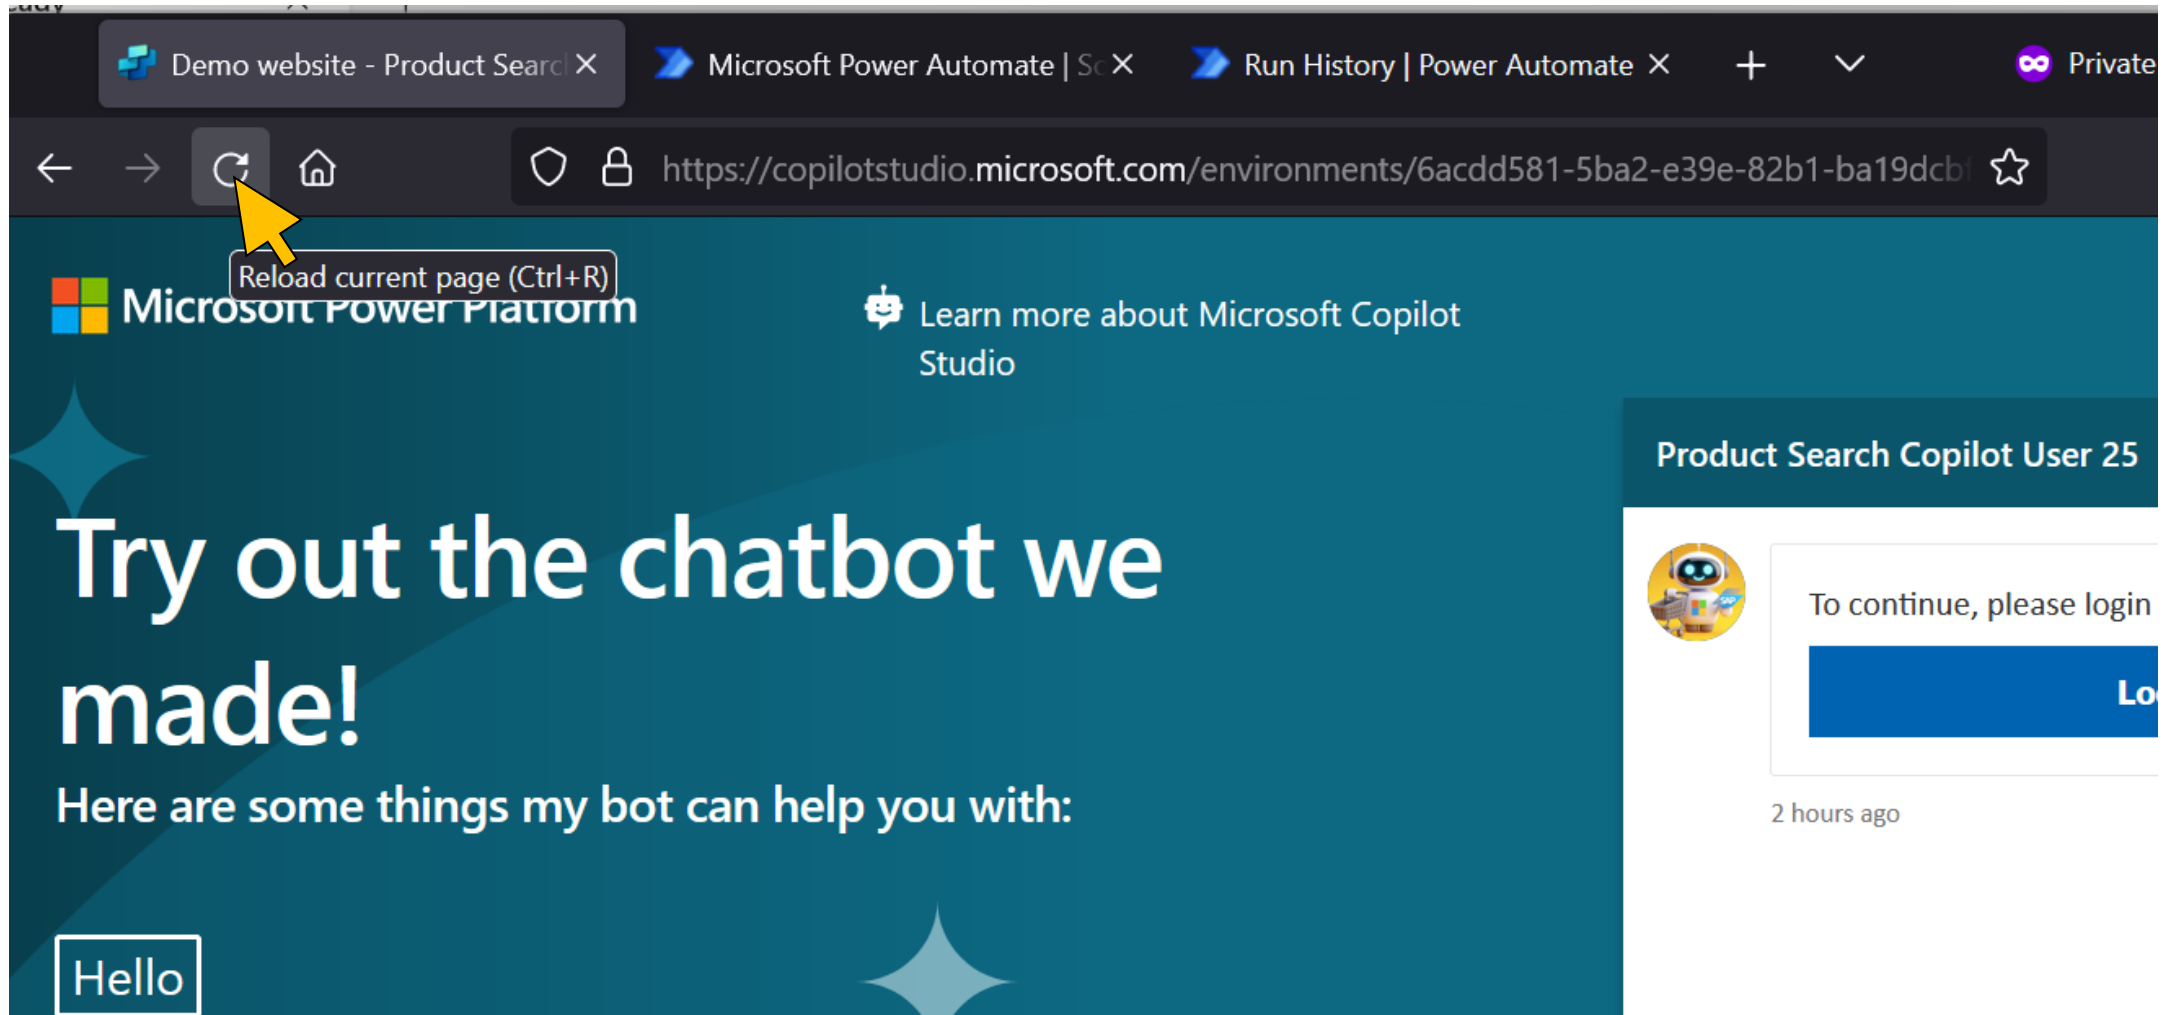 Demo website - Product Searc
Microsoft Power Automate | Sc
Run History | Power Automate
Private
https://copilotstudio.microsoft.com/environments/6acdd581-5ba2-e39e-82b1-ba19dcb
Reload current page (Ctrl+R)
Microsoft Power Platform
Learn more about Microsoft Copilot
Studio
Product Search Copilot User 25
Try out the chatbot we
made!
To continue, please login
Lo
Here are some things my bot can help you with:
2 hours ago
Hello